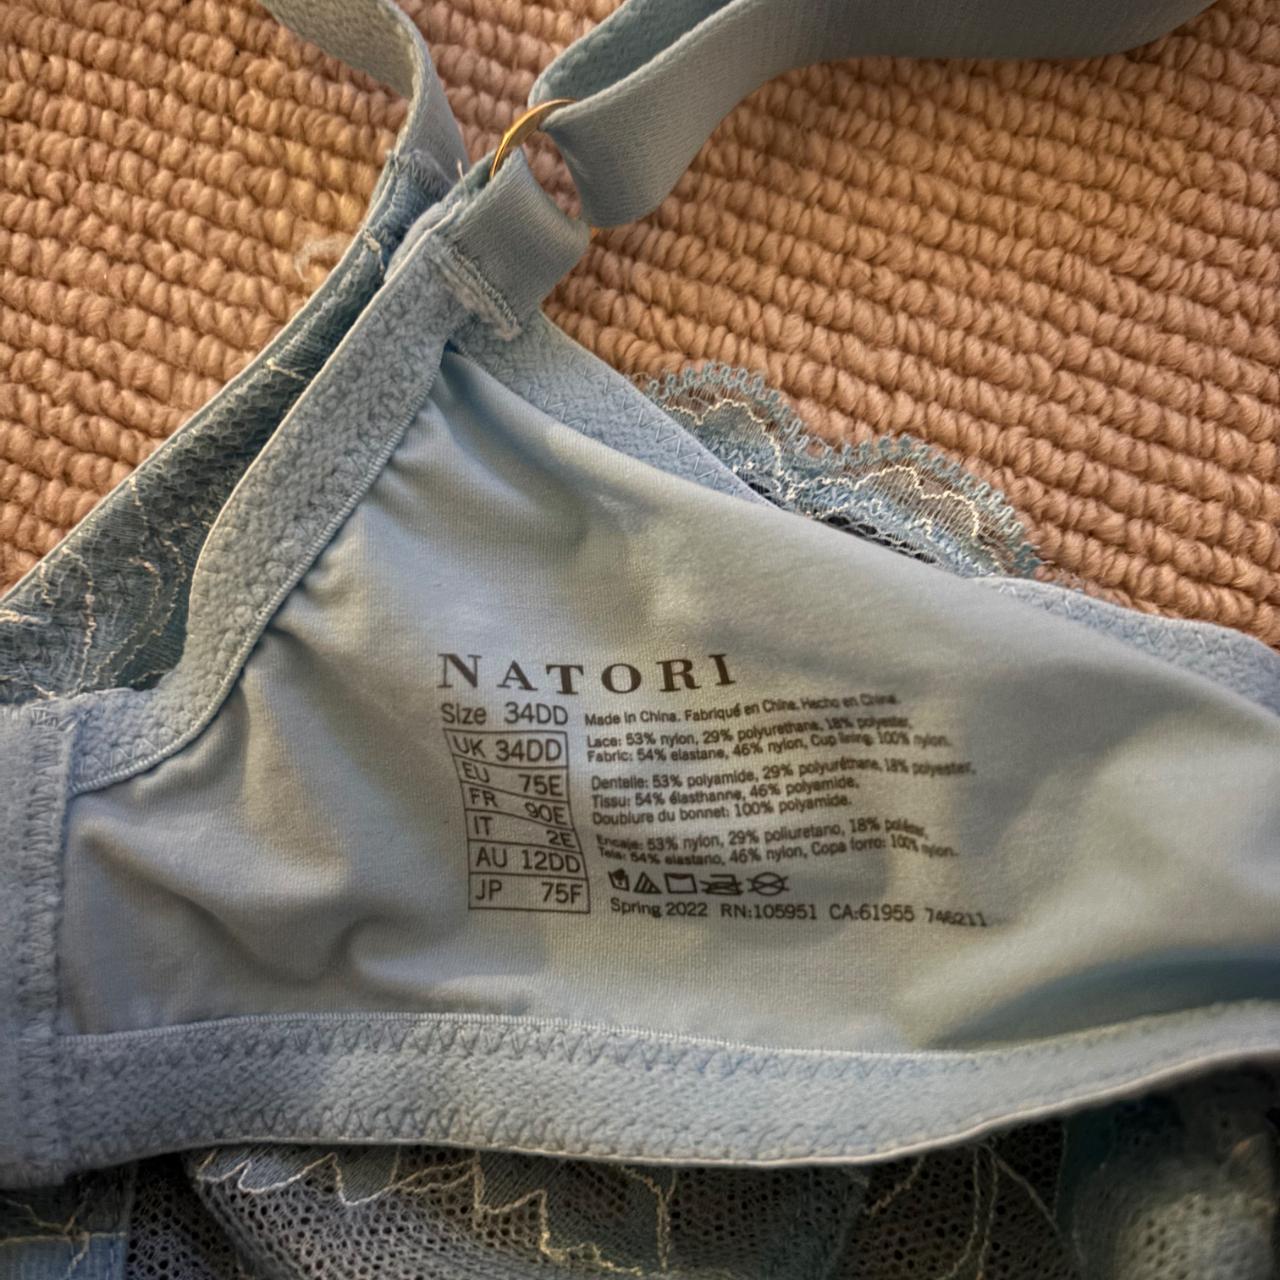 NATORI
Size 34DD
UK 34DD
EU 75E
FR 90E
IT 2E
AU 12DD
JP 75F
Made in China. Fabriqué en China. Hecho en China.
Lace: 53% nylon, 29% polyurethane, 18% polyester,
Fabric: 54% elastane, 46% nylon, Cup lining: 100% nylon.
Dentelle: 53% polyamide, 29% polyuréthane, 18% polyester,
Tissu: 54% élasthanne, 46% polyamide,
Doublure du bonnet: 100% polyamide.
Encaje: 53% nylon, 29% poliuretano, 18% poliéster,
Tela: 54% elastano, 46% nylon, Copa forro: 100% nylon.
Spring 2022 RN:105951 CA:61955 746211